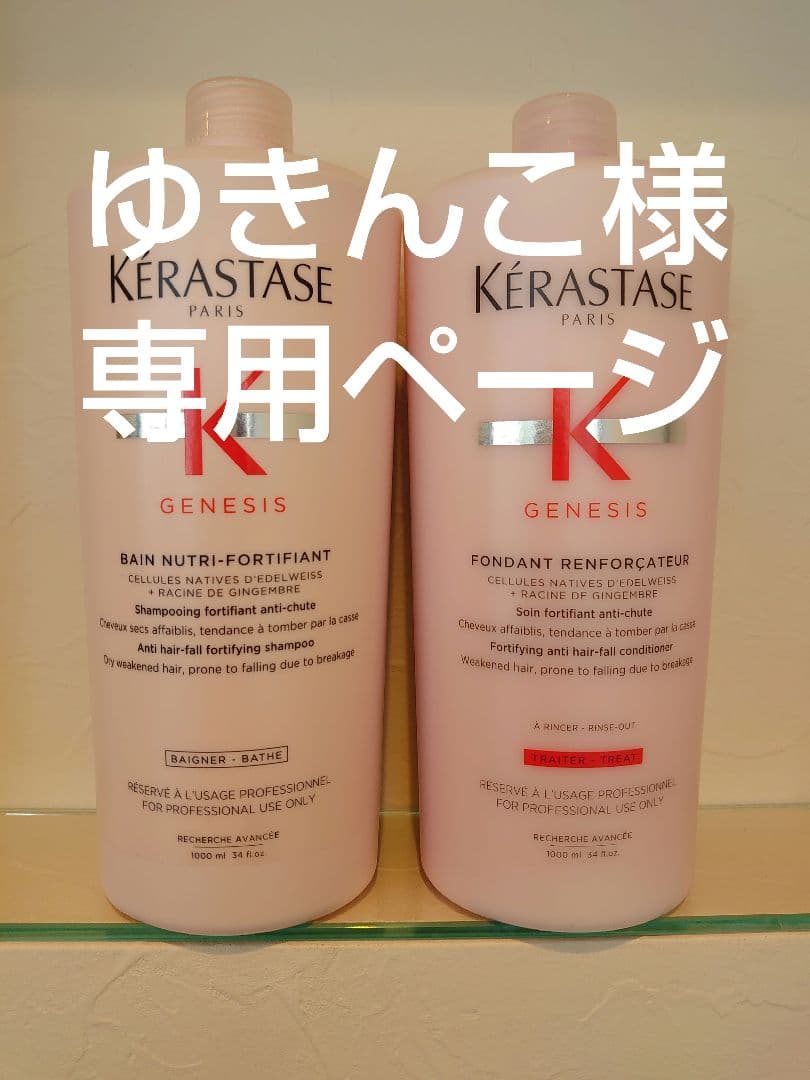 ゆきんこ様
専用ページ
KÉRASTASE
PARIS
K
GENESIS
BAIN NUTRI-FORTIFIANT
CELLULES NATIVES D'EDELWEISS
+ RACINE DE GINGEMBRE
Shampooing fortifiant anti-chute
Cheveux secs affaiblis, tendance à tomber par la casse
Anti hair-fall fortifying shampoo
Dry weakened hair, prone to falling due to breakage
BAIGNER - BATHE
RÉSERVÉ À L'USAGE PROFESSIONNEL
FOR PROFESSIONAL USE ONLY
RECHERCHE AVANCÉE
1000 ml 34 fl.oz.
KÉRASTASE
PARIS
K
GENESIS
FONDANT RENFORÇATEUR
CELLULES NATIVES D'EDELWEISS
+ RACINE DE GINGEMBRE
Soin fortifiant anti-chute
Cheveux affaiblis, tendance à tomber par la casse
Fortifying anti hair-fall conditioner
Weakened hair, prone to falling due to breakage
À RINCER - RINSE-OUT
TRAITER - TREAT
RÉSERVÉ À L'USAGE PROFESSIONNEL
FOR PROFESSIONAL USE ONLY
RECHERCHE AVANCÉE
1000 ml 34 fl.oz.